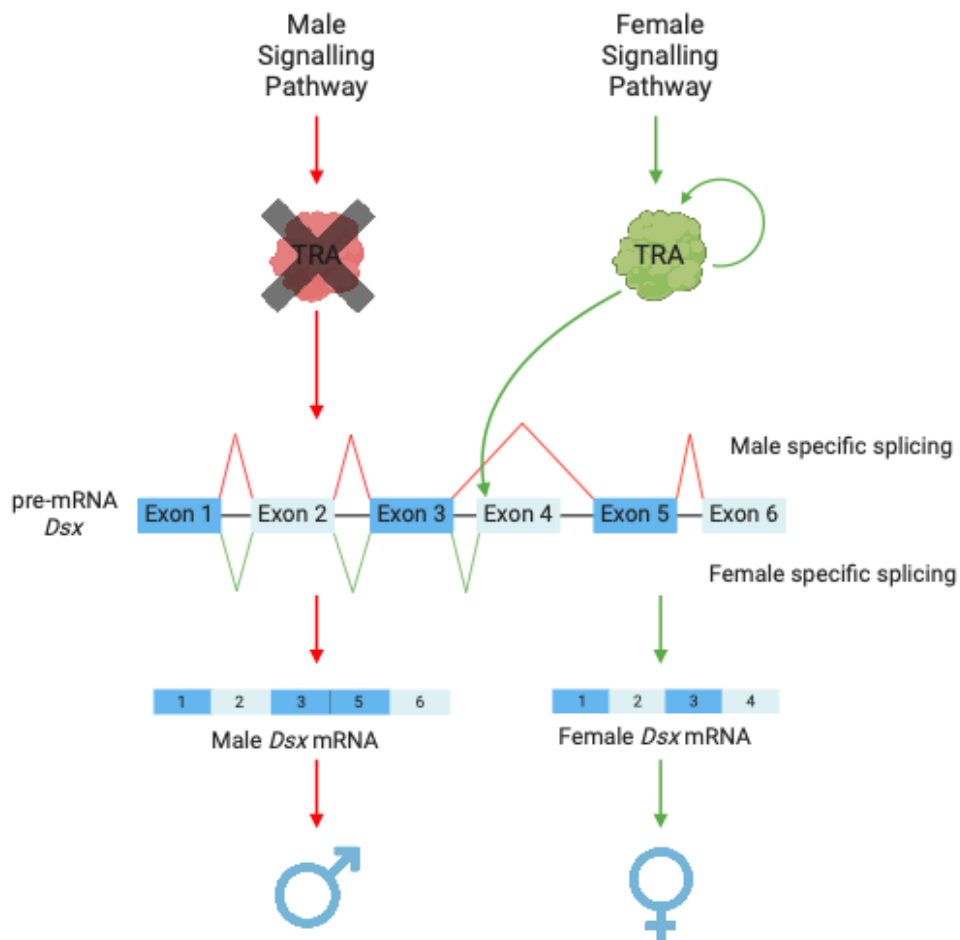 Male
Signalling
Pathway
Female
Signalling
Pathway
TRA
TRA
Male specific splicing
pre-mRNA
Dsx
Exon 1 Exon 2 Exon 3 Exon 4 Exon 5 Exon 6
Female specific splicing
1 2 3 5 6
Male Dsx mRNA
1 2 3 4
Female Dsx mRNA